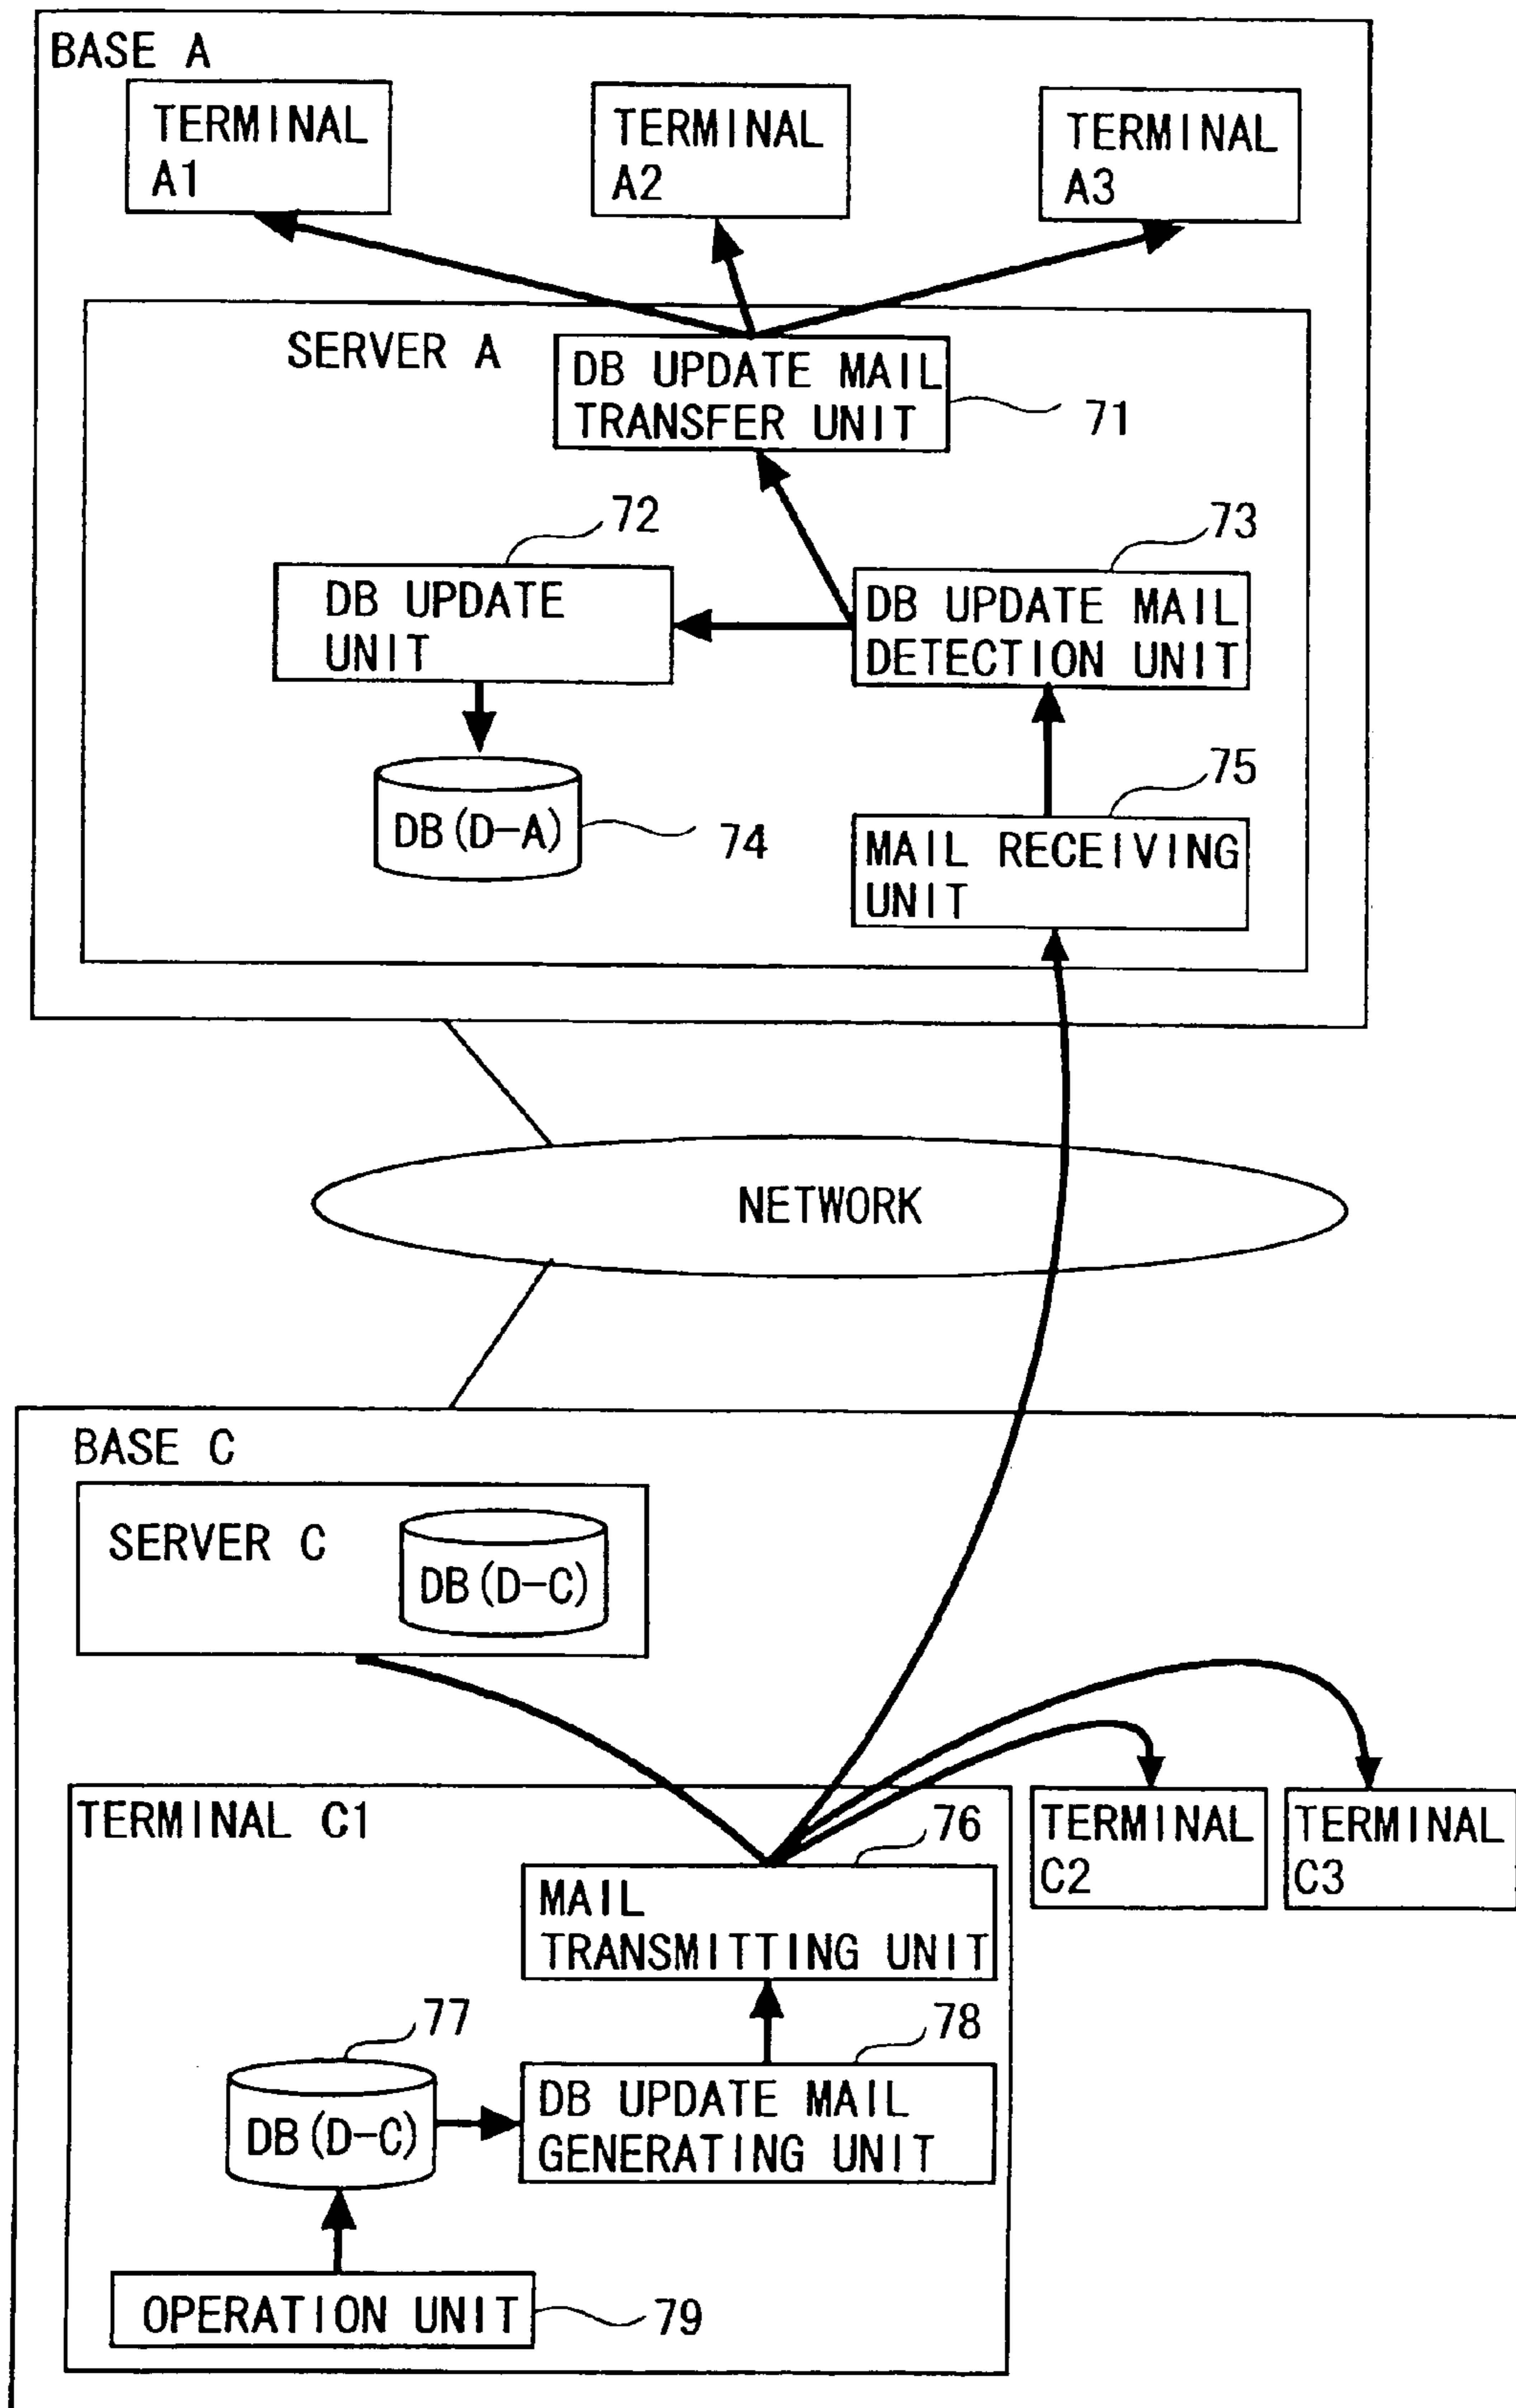 BASE A
TERMINAL
A1
TERMINAL
A2
TERMINAL
A3
SERVER A
DB UPDATE MAIL
TRANSFER UNIT
71
72
73
DB UPDATE
UNIT
DB UPDATE MAIL
DETECTION UNIT
75
DB(D-A)
74
MAIL RECEIVING
UNIT
NETWORK
BASE C
SERVER C
DB(D-C)
TERMINAL C1
76
TERMINAL
C2
TERMINAL
C3
MAIL
TRANSMITTING UNIT
77
78
DB(D-C)
DB UPDATE MAIL
GENERATING UNIT
OPERATION UNIT
79